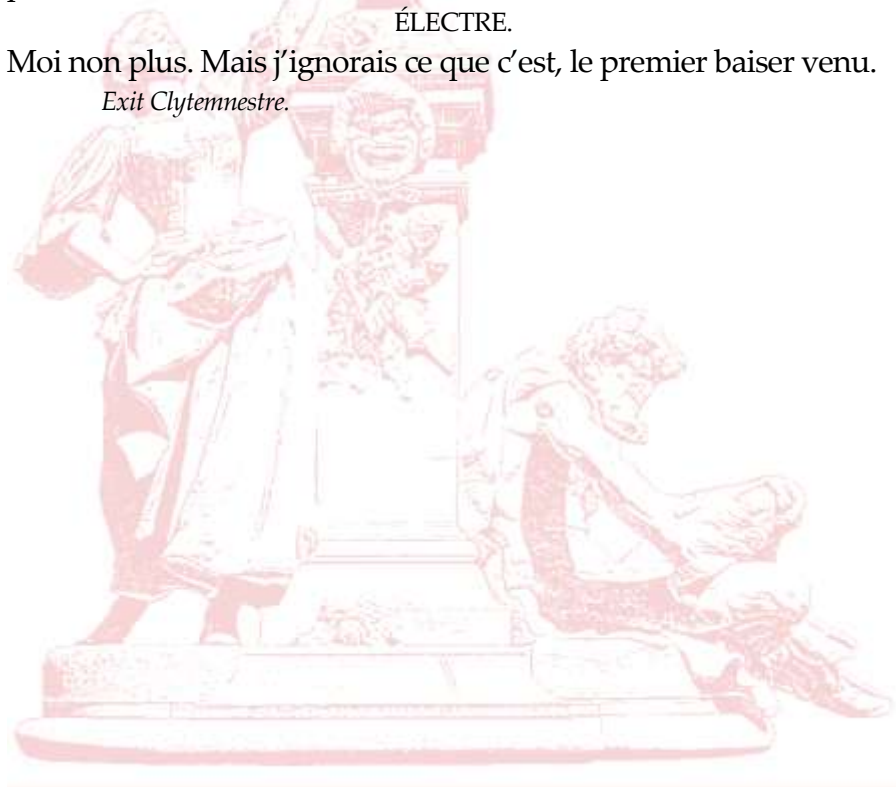 ÉLECTRE.
Moi non plus. Mais j’ignorais ce que c’est, le premier baiser venu.
Exit Clytemnestre.